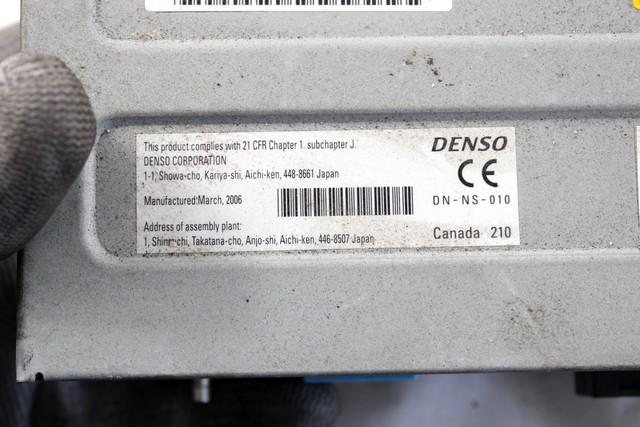 This product complies with 21 CFR Chapter 1. subchapter J.
DENSO CORPORATION
1-1, Showa-cho, Kariya-shi, Aichi-ken, 448-8661 Japan
Manufactured:March, 2006
Address of assembly plant:
1, Takatana-cho, Anjo-shi, Aichi-ken, 446-8507 Japan
DENSO
CE
DN-NS-010
Canada 210